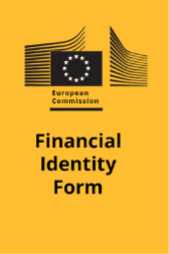 European
Commission
Financial
Identity
Form